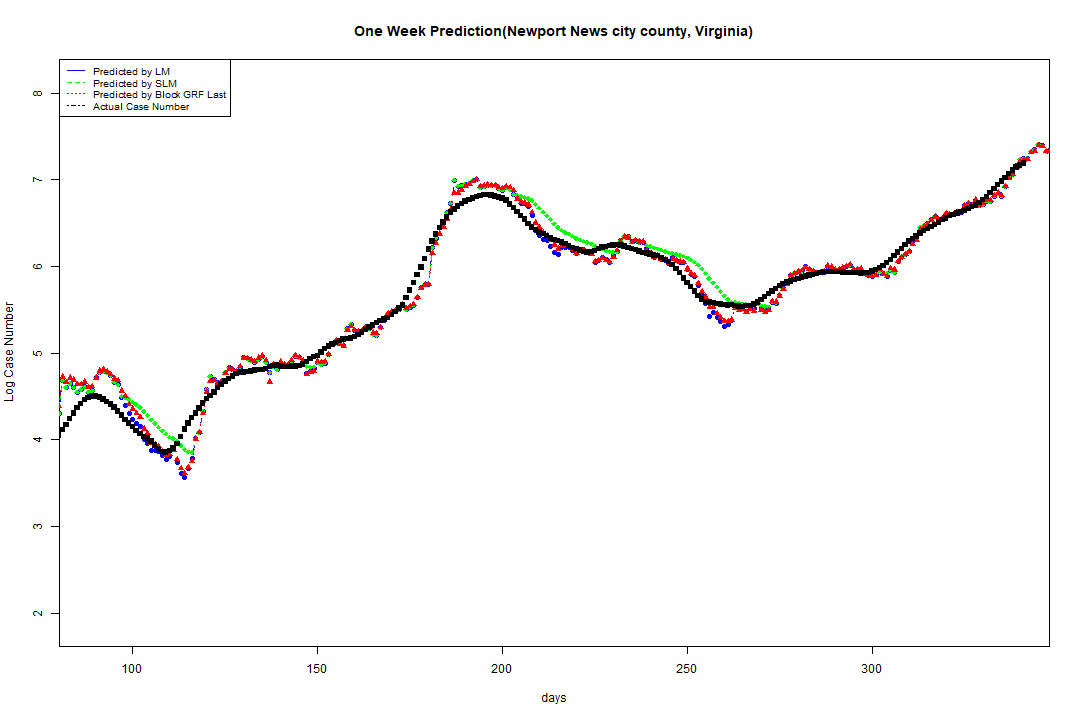 One Week Prediction(Newport News city county, Virginia)
Predicted by LM
Predicted by SLM
Predicted by Block GRF Last
Actual Case Number
8
7
6
5
4
3
2
Log Case Number
100 150 200 250 300
days